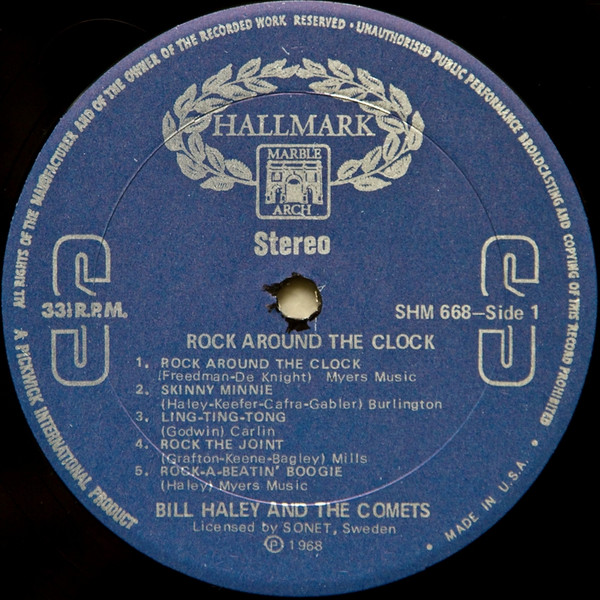 ALL RIGHTS OF THE MANUFACTURER AND OF THE OWNER OF THE RECORDED WORK RESERVED · UNAUTHORISED PUBLIC PERFORMANCE BROADCASTING AND COPYING OF THIS RECORD PROHIBITED
HALLMARK
MARBLE
ARCH
Stereo
33⅓ R.P.M.
SHM 668—Side 1
ROCK AROUND THE CLOCK
1. ROCK AROUND THE CLOCK
(Freedman-De Knight) Myers Music
2. SKINNY MINNIE
(Haley-Keefer-Cafra-Gabler) Burlington
3. LING-TING-TONG
(Godwin) Carlin
4. ROCK THE JOINT
(Grafton-Keene-Bagley) Mills
5. ROCK-A-BEATIN' BOOGIE
(Haley) Myers Music
BILL HALEY AND THE COMETS
Licensed by SONET, Sweden
℗ 1968
A PICKWICK INTERNATIONAL PRODUCT
• MADE IN U.S.A. •